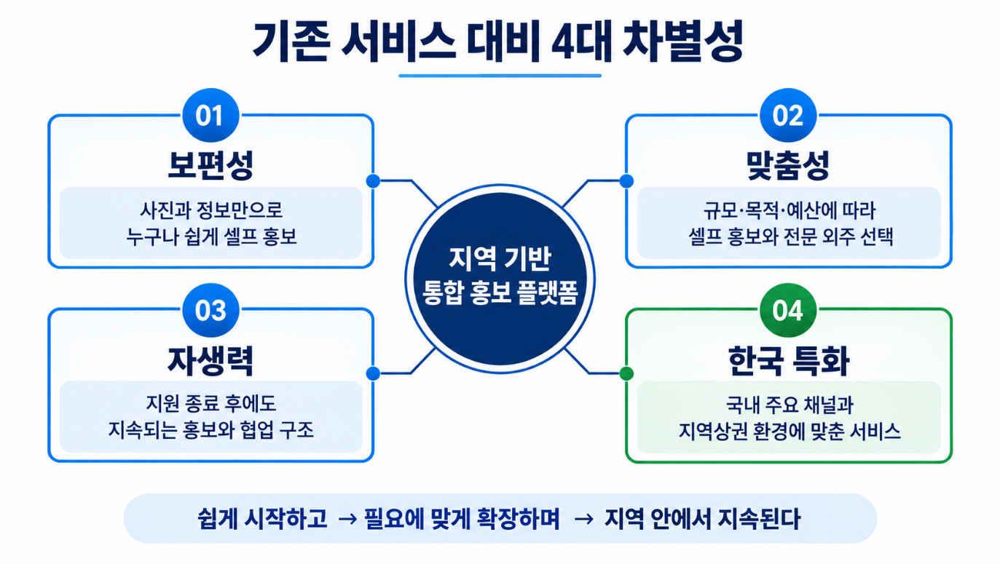 기존 서비스 대비 4대 차별성
01
보편성
사진과 정보만으로
누구나 쉽게 셀프 홍보
02
맞춤성
규모·목적·예산에 따라
셀프 홍보와 전문 외주 선택
지역 기반
통합 홍보 플랫폼
03
자생력
지원 종료 후에도
지속되는 홍보와 협업 구조
04
한국 특화
국내 주요 채널과
지역상권 환경에 맞춘 서비스
쉽게 시작하고 → 필요에 맞게 확장하며 → 지역 안에서 지속된다